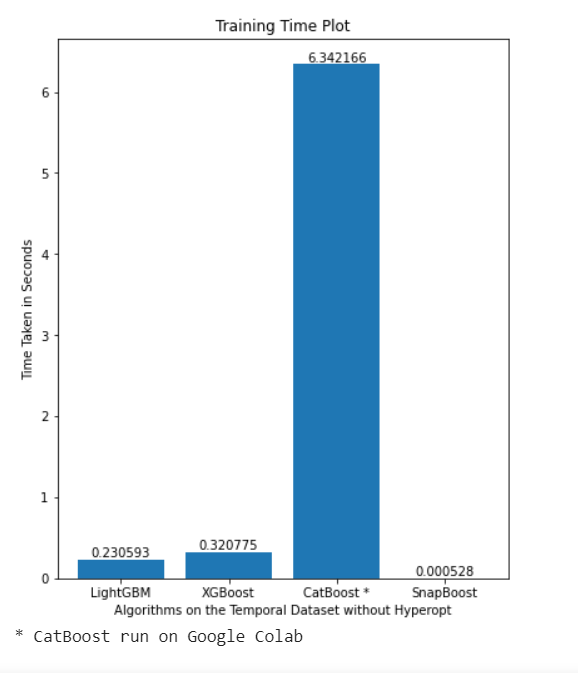 Training Time Plot
6.342166
6
5
4
3
2
1
0
Time Taken in Seconds
0.230593
0.320775
0.000528
LightGBM XGBoost CatBoost * SnapBoost
Algorithms on the Temporal Dataset without Hyperopt
* CatBoost run on Google Colab